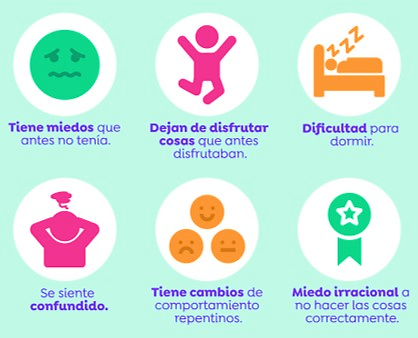 Tiene miedos que
antes no tenía.
Dejan de disfrutar
cosas que antes
disfrutaban.
Dificultad para
dormir.
Se siente
confundido.
Tiene cambios de
comportamiento
repentinos.
Miedo irracional a
no hacer las cosas
correctamente.